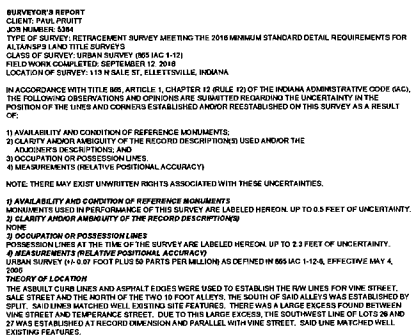 SURVEYOR'S REPORT
CLIENT: PAUL PRUITT
JOB NUMBER: 5384
TYPE OF SURVEY: RETRACEMENT SURVEY MEETING THE 2016 MINIMUM STANDARD DETAIL REQUIREMENTS FOR
ALTA/NSPS LAND TITLE SURVEYS
CLASS OF SURVEY: URBAN SURVEY (865 IAC 1-12)
FIELD WORK COMPLETED: SEPTEMBER 12, 2016
LOCATION OF SURVEY: 113 N SALE ST, ELLETTSVILLE, INDIANA
IN ACCORDANCE WITH TITLE 865, ARTICLE 1, CHAPTER 12 (RULE 12) OF THE INDIANA ADMINISTRATIVE CODE (IAC),
THE FOLLOWING OBSERVATIONS AND OPINIONS ARE SUBMITTED REGARDING THE UNCERTAINTY IN THE
POSITION OF THE LINES AND CORNERS ESTABLISHED AND/OR REESTABLISHED ON THIS SURVEY AS A RESULT
OF:
1) AVAILABILITY AND CONDITION OF REFERENCE MONUMENTS;
2) CLARITY AND/OR AMBIGUITY OF THE RECORD DESCRIPTION(S) USED AND/OR THE
ADJOINER'S DESCRIPTIONS; AND
3) OCCUPATION OR POSSESSION LINES.
4) MEASUREMENTS (RELATIVE POSITIONAL ACCURACY)
NOTE: THERE MAY EXIST UNWRITTEN RIGHTS ASSOCIATED WITH THESE UNCERTAINTIES.
1) AVAILABILITY AND CONDITION OF REFERENCE MONUMENTS
MONUMENTS USED IN PERFORMANCE OF THIS SURVEY ARE LABELED HEREON. UP TO 0.5 FEET OF UNCERTAINTY.
2) CLARITY AND/OR AMBIGUITY OF THE RECORD DESCRIPTION(S)
NONE
3) OCCUPATION OR POSSESSION LINES
POSSESSION LINES AT THE TIME OF THE SURVEY ARE LABELED HEREON. UP TO 2.3 FEET OF UNCERTAINTY.
4) MEASUREMENTS (RELATIVE POSITIONAL ACCURACY)
URBAN SURVEY (+/- 0.07 FOOT PLUS 50 PARTS PER MILLION) AS DEFINED IN 865 IAC 1-12-8, EFFECTIVE MAY 4,
2006
THEORY OF LOCATION
THE ASBUILT CURB LINES AND ASPHALT EDGES WERE USED TO ESTABLISH THE R/W LINES FOR VINE STREET,
SALE STREET AND THE NORTH OF THE TWO 10 FOOT ALLEYS. THE SOUTH OF SAID ALLEYS WAS ESTABLISHED BY
SPLIT. SAID LINES MATCHED WELL EXISTING SITE FEATURES. THERE WAS A LARGE EXCESS FOUND BETWEEN
VINE STREET AND TEMPERANCE STREET. DUE TO THIS LARGE EXCESS, THE SOUTHWEST LINE OF LOTS 26 AND
27 WAS ESTABLISHED AT RECORD DIMENSION AND PARALLEL WITH VINE STREET. SAID LINE MATCHED WELL
EXISTING FEATURES.